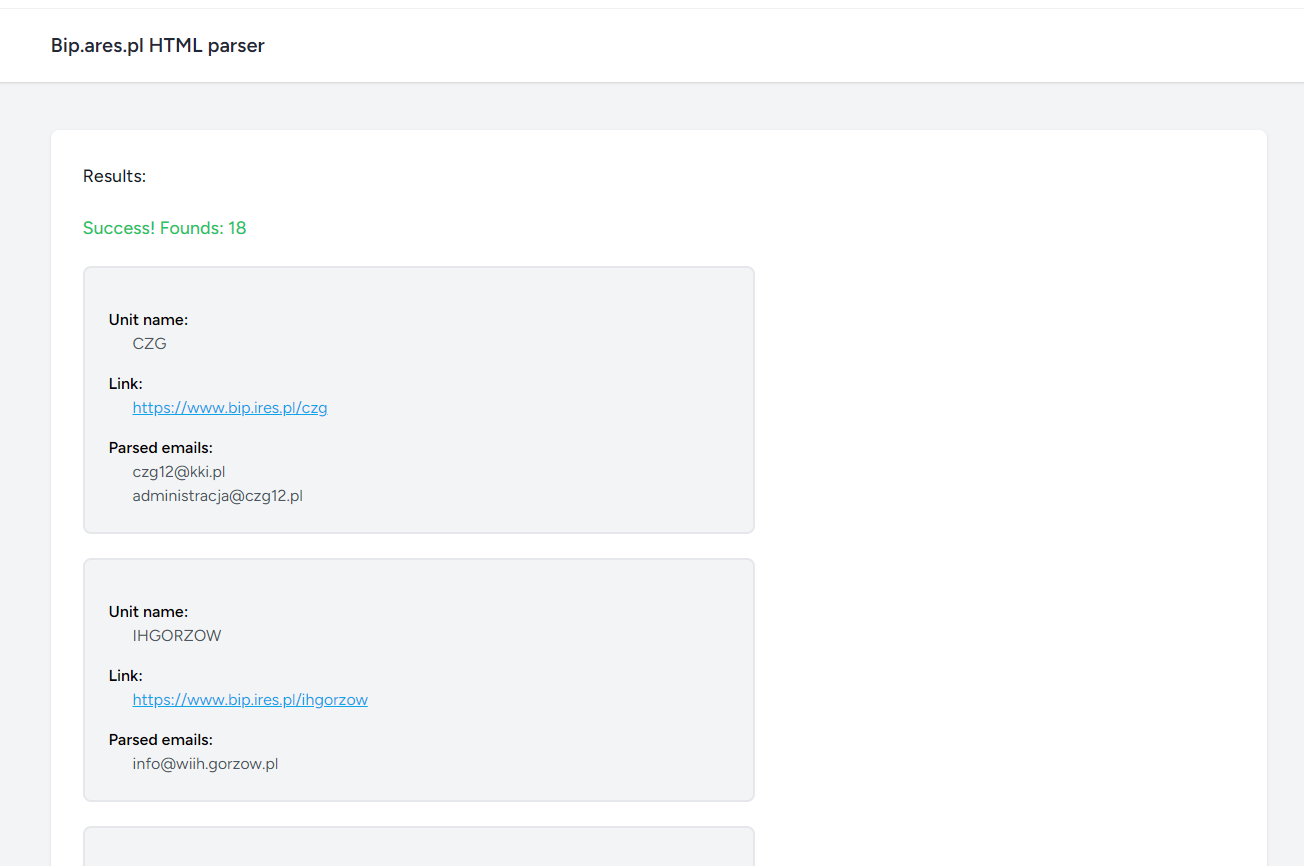 Bip.ares.pl HTML parser
Results:
Success! Founds: 18
Unit name:
CZG
Link:
https://www.bip.ires.pl/czg
Parsed emails:
czg12@kki.pl
administracja@czg12.pl
Unit name:
IHGORZOW
Link:
https://www.bip.ires.pl/ihgorzow
Parsed emails:
info@wiih.gorzow.pl